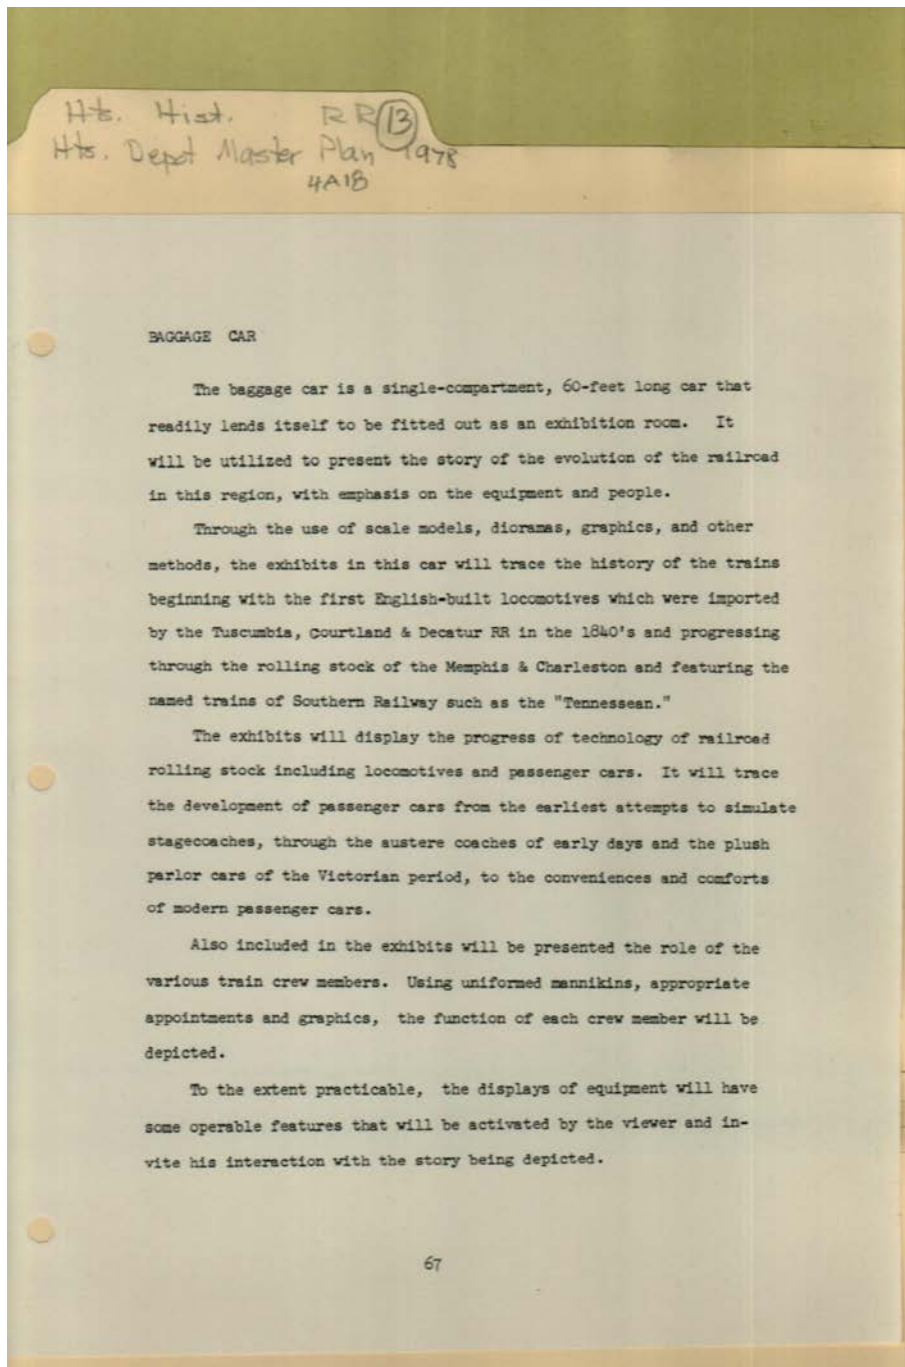 Hts. Hist. RR 13
Hts. Depot Master Plan 1978
4A1B
BAGGAGE CAR
The baggage car is a single-compartment, 60-feet long car that
readily lends itself to be fitted out as an exhibition room. It
will be utilized to present the story of the evolution of the railroad
in this region, with emphasis on the equipment and people.
Through the use of scale models, dioramas, graphics, and other
methods, the exhibits in this car will trace the history of the trains
beginning with the first English-built locomotives which were imported
by the Tuscumbia, Courtland & Decatur RR in the 1840's and progressing
through the rolling stock of the Memphis & Charleston and featuring the
named trains of Southern Railway such as the "Tennessean."
The exhibits will display the progress of technology of railroad
rolling stock including locomotives and passenger cars. It will trace
the development of passenger cars from the earliest attempts to simulate
stagecoaches, through the austere coaches of early days and the plush
parlor cars of the Victorian period, to the conveniences and comforts
of modern passenger cars.
Also included in the exhibits will be presented the role of the
various train crew members. Using uniformed mannikins, appropriate
appointments and graphics, the function of each crew member will be
depicted.
To the extent practicable, the displays of equipment will have
some operable features that will be activated by the viewer and in-
vite his interaction with the story being depicted.
67